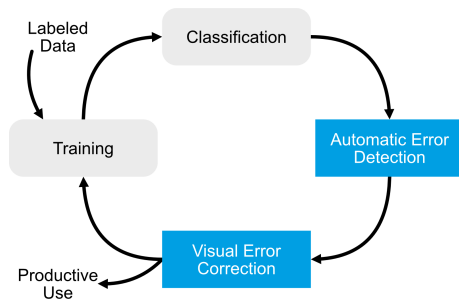 Labeled
Data
Classification
Automatic Error
Detection
Training
Visual Error
Correction
Productive
Use